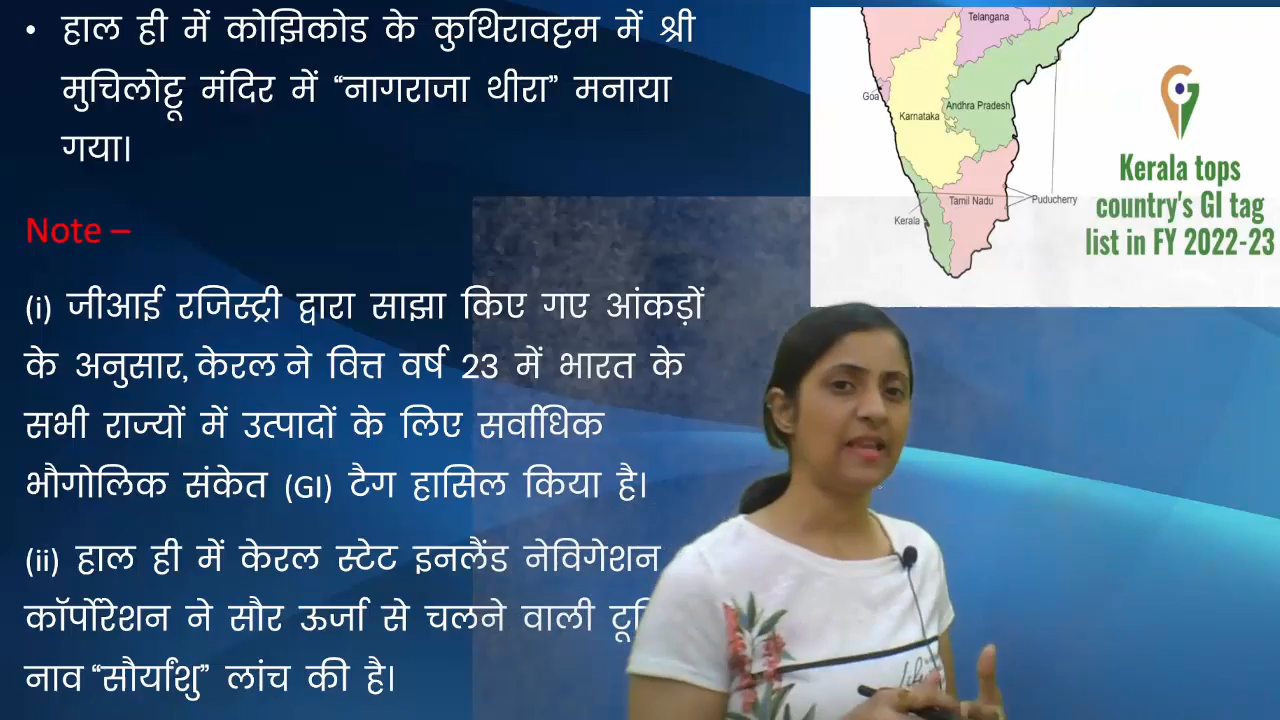 • हाल ही में कोझिकोड के कुथिरावट्टम में श्री
मुचिलोट्टू मंदिर में “नागराजा थीरा” मनाया
गया।
Note –
(i) जीआई रजिस्ट्री द्वारा साझा किए गए आंकड़ों
के अनुसार, केरल ने वित्त वर्ष 23 में भारत के
सभी राज्यों में उत्पादों के लिए सर्वाधिक
भौगोलिक संकेत (GI) टैग हासिल किया है।
(ii) हाल ही में केरल स्टेट इनलैंड नेविगेशन
कॉर्पोरेशन ने सौर ऊर्जा से चलने वाली
नाव “सौर्यांशु” लांच की है।
Telangana
Goa
Karnataka
Andhra Pradesh
Kerala
Tamil Nadu
Puducherry
Kerala tops
country's GI tag
list in FY 2022-23